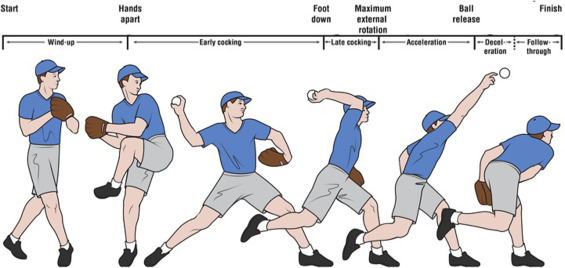 Start
Hands
apart
Foot
down
Maximum
external
rotation
Ball
release
Finish
Wind-up
Early cocking
Late cocking
Acceleration
Decel-
eration
Follow-
through